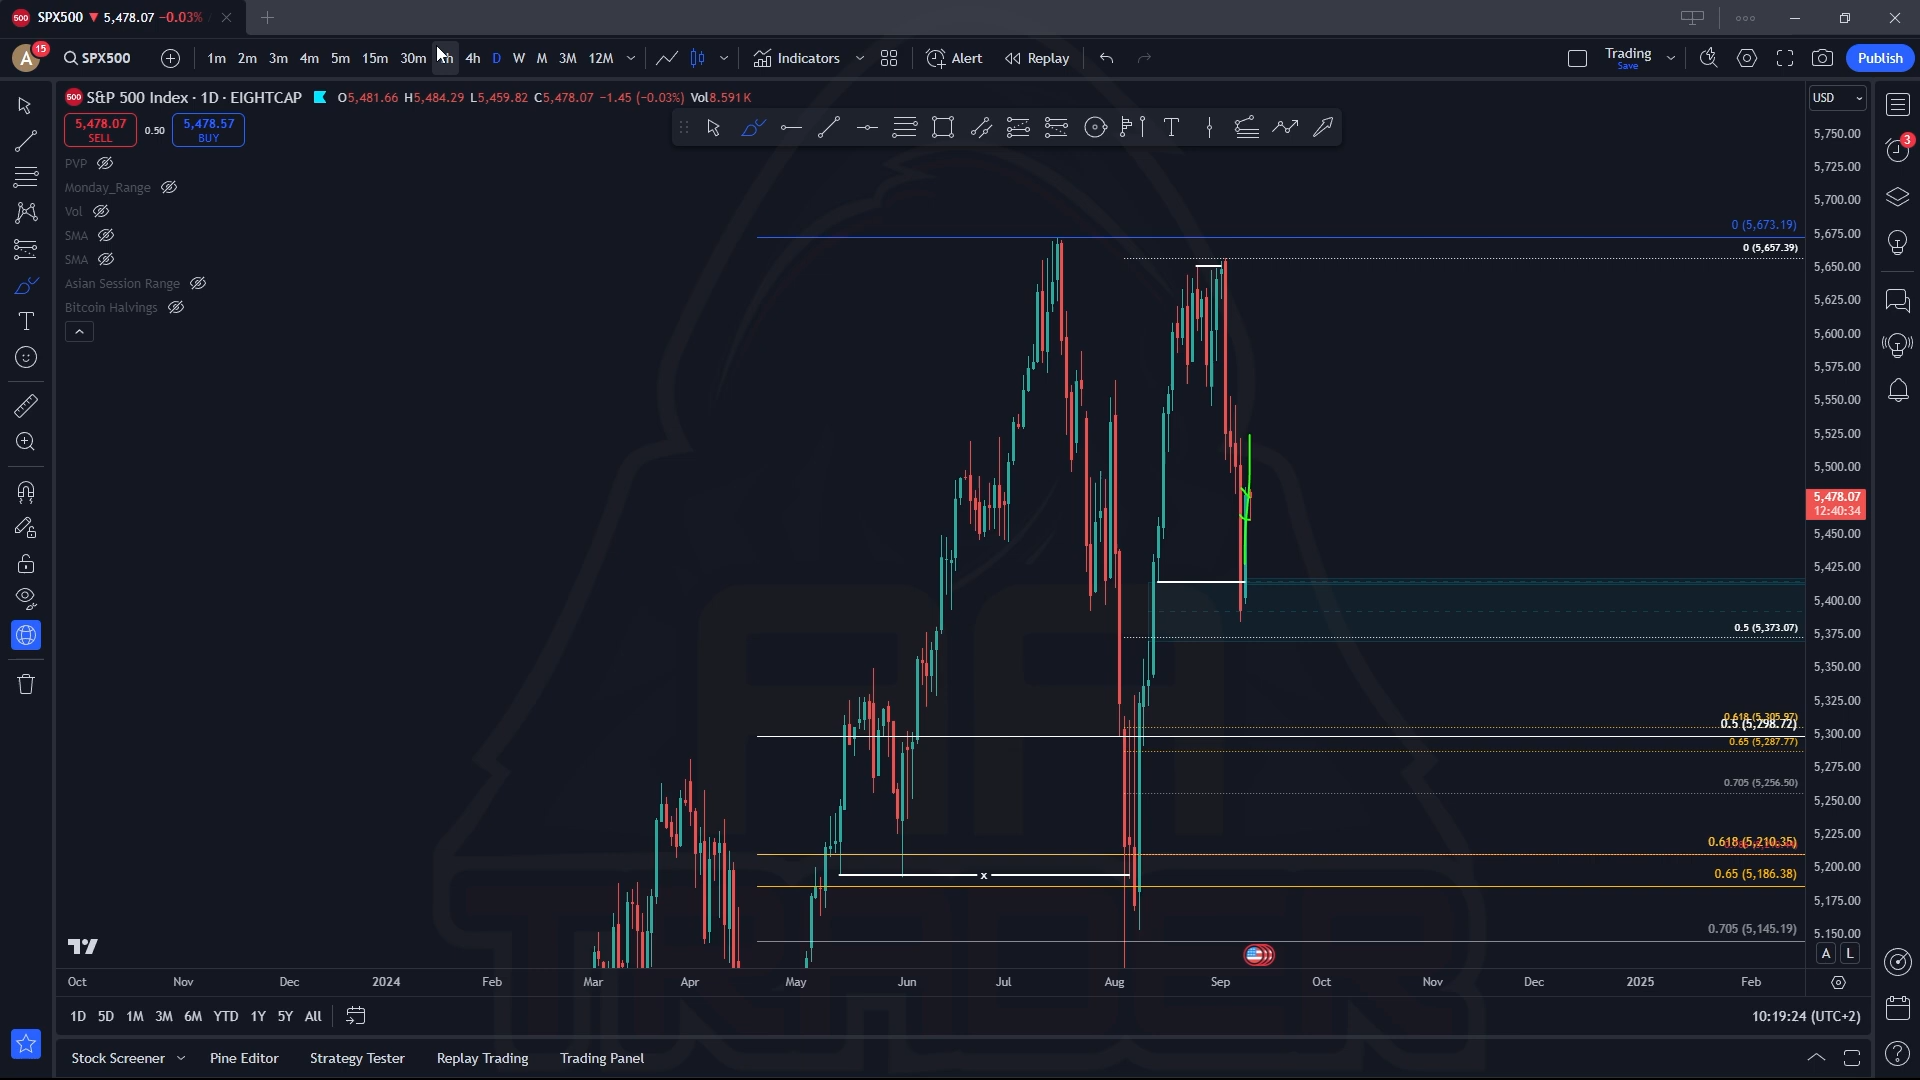 500 SPX500 ▼ 5,478.07 −0.03% /
A 15 SPX500 1m 2m 3m 4m 5m 15m 30m h 4h D W M 3M 12M Indicators Alert Replay Trading Save Publish
500 S&P 500 Index · 1D · EIGHTCAP O5,481.66 H5,484.29 L5,459.82 C5,478.07 −1.45 (−0.03%) Vol8.591K USD
5,478.07 SELL 0.50 5,478.57 BUY
PVP
Monday_Range
Vol
SMA
SMA
Asian Session Range
Bitcoin Halvings
3
5,750.00
5,725.00
5,700.00
0 (5,673.19)
5,675.00
0 (5,657.39)
5,650.00
5,625.00
5,600.00
5,575.00
5,550.00
5,525.00
5,500.00
5,478.07
12:40:34
5,450.00
5,425.00
5,400.00
0.5 (5,373.07)
5,375.00
5,350.00
5,325.00
0.618 (5,305.97)
0.5 (5,298.72)
5,300.00
0.65 (5,287.77)
5,275.00
0.705 (5,256.50)
5,250.00
5,225.00
0.618 (5,210.35)
5,200.00
0.65 (5,186.38)
x
5,175.00
0.705 (5,145.19)
5,150.00
A L
Oct Nov Dec 2024 Feb Mar Apr May Jun Jul Aug Sep Oct Nov Dec 2025 Feb
1D 5D 1M 3M 6M YTD 1Y 5Y All 10:19:24 (UTC+2)
Stock Screener Pine Editor Strategy Tester Replay Trading Trading Panel
TRADER